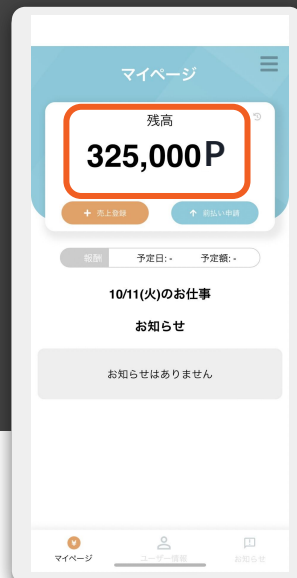 マイページ
残高
325,000P
+ 売上登録
↑ 前払い申請
報酬 予定日: - 予定額: -
10/11(火)のお仕事
お知らせ
お知らせはありません
¥
マイページ
ユーザー情報
お知らせ